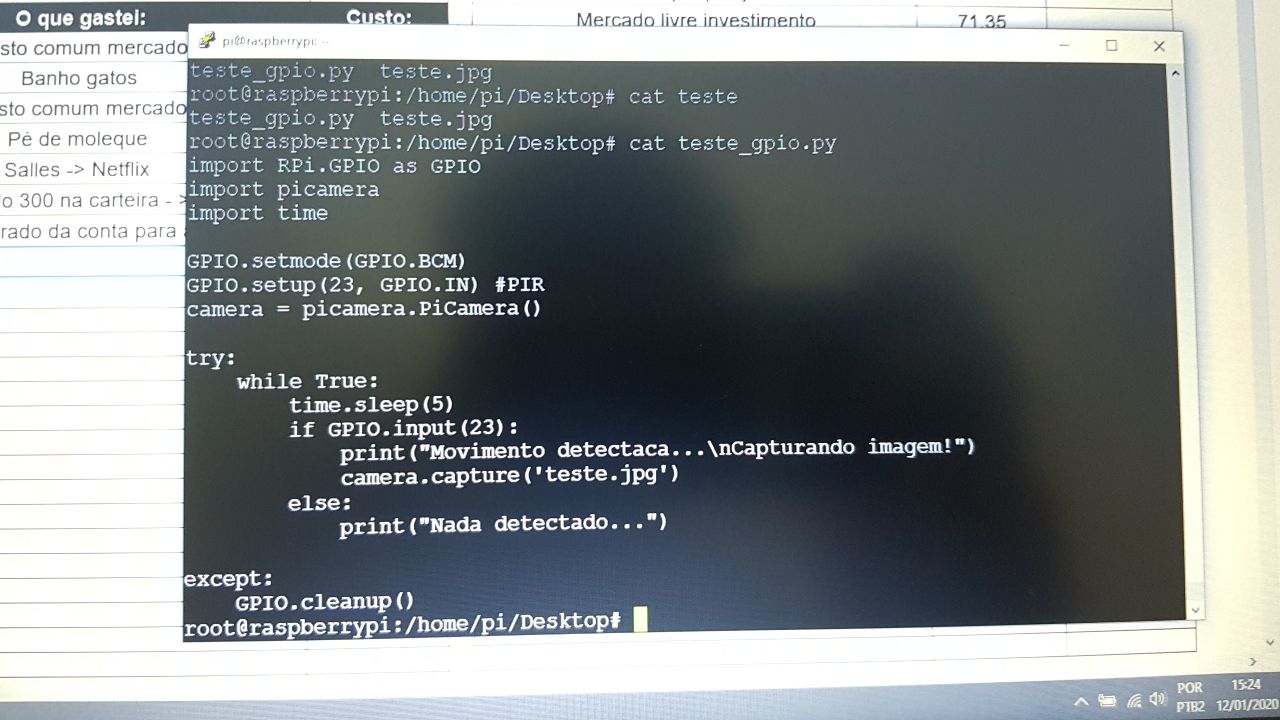 O que gastei: Custo: Mercado livre investimento 71.35
sto comum mercado
Banho gatos
sto comum mercado
Pé de moleque
Salles -> Netflix
o 300 na carteira -
rado da conta para
pi@raspberrypi: ~
teste_gpio.py teste.jpg
root@raspberrypi:/home/pi/Desktop# cat teste
teste_gpio.py teste.jpg
root@raspberrypi:/home/pi/Desktop# cat teste_gpio.py
import RPi.GPIO as GPIO
import picamera
import time
GPIO.setmode(GPIO.BCM)
GPIO.setup(23, GPIO.IN) #PIR
camera = picamera.PiCamera()
try:
    while True:
        time.sleep(5)
        if GPIO.input(23):
            print("Movimento detectaca...\nCapturando imagem!")
            camera.capture('teste.jpg')
        else:
            print("Nada detectado...")
except:
    GPIO.cleanup()
root@raspberrypi:/home/pi/Desktop#
POR 15:24
PTB2 12/01/2020